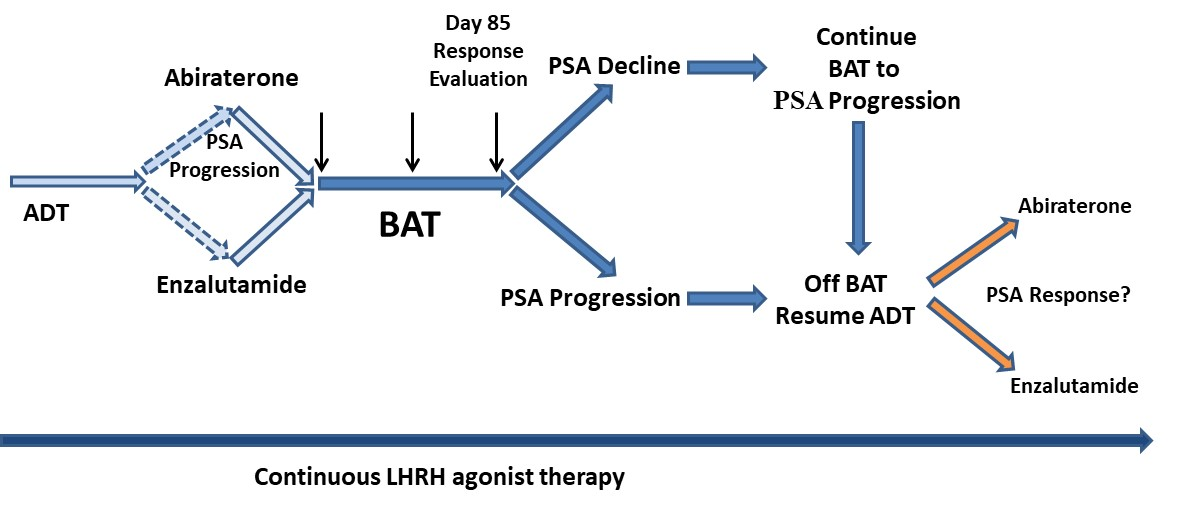 ADT
Abiraterone
PSA
Progression
Enzalutamide
BAT
Day 85
Response
Evaluation
PSA Decline
Continue
BAT to
PSA Progression
PSA Progression
Off BAT
Resume ADT
Abiraterone
PSA Response?
Enzalutamide
Continuous LHRH agonist therapy